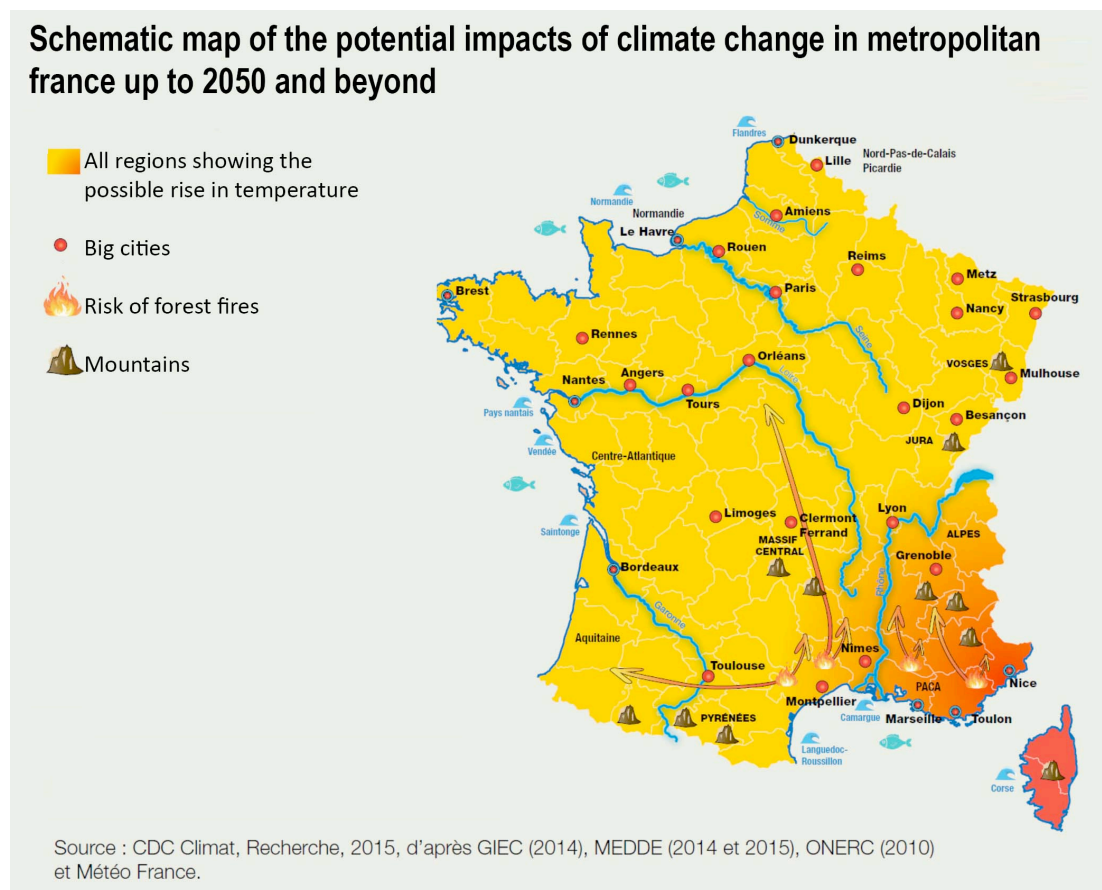 Schematic map of the potential impacts of climate change in metropolitan
france up to 2050 and beyond
All regions showing the
possible rise in temperature
Big cities
Risk of forest fires
Mountains
Flandres
Dunkerque
Lille
Nord-Pas-de-Calais
Picardie
Normandie
Normandie
Le Havre
Amiens
Somme
Rouen
Reims
Metz
Paris
Nancy
Strasbourg
Brest
Rennes
Seine
VOSGES
Mulhouse
Orléans
Loire
Angers
Nantes
Tours
Pays nantais
Dijon
Besançon
JURA
Vendée
Centre-Atlantique
Limoges
Clermont
Ferrand
Lyon
Saintonge
MASSIF
CENTRAL
ALPES
Grenoble
Bordeaux
Rhône
Garonne
Aquitaine
Nîmes
Toulouse
PACA
Nice
Montpellier
Camargue
Marseille
Toulon
PYRÉNÉES
Languedoc-
Roussillon
Corse
Source : CDC Climat, Recherche, 2015, d'après GIEC (2014), MEDDE (2014 et 2015), ONERC (2010)
et Météo France.